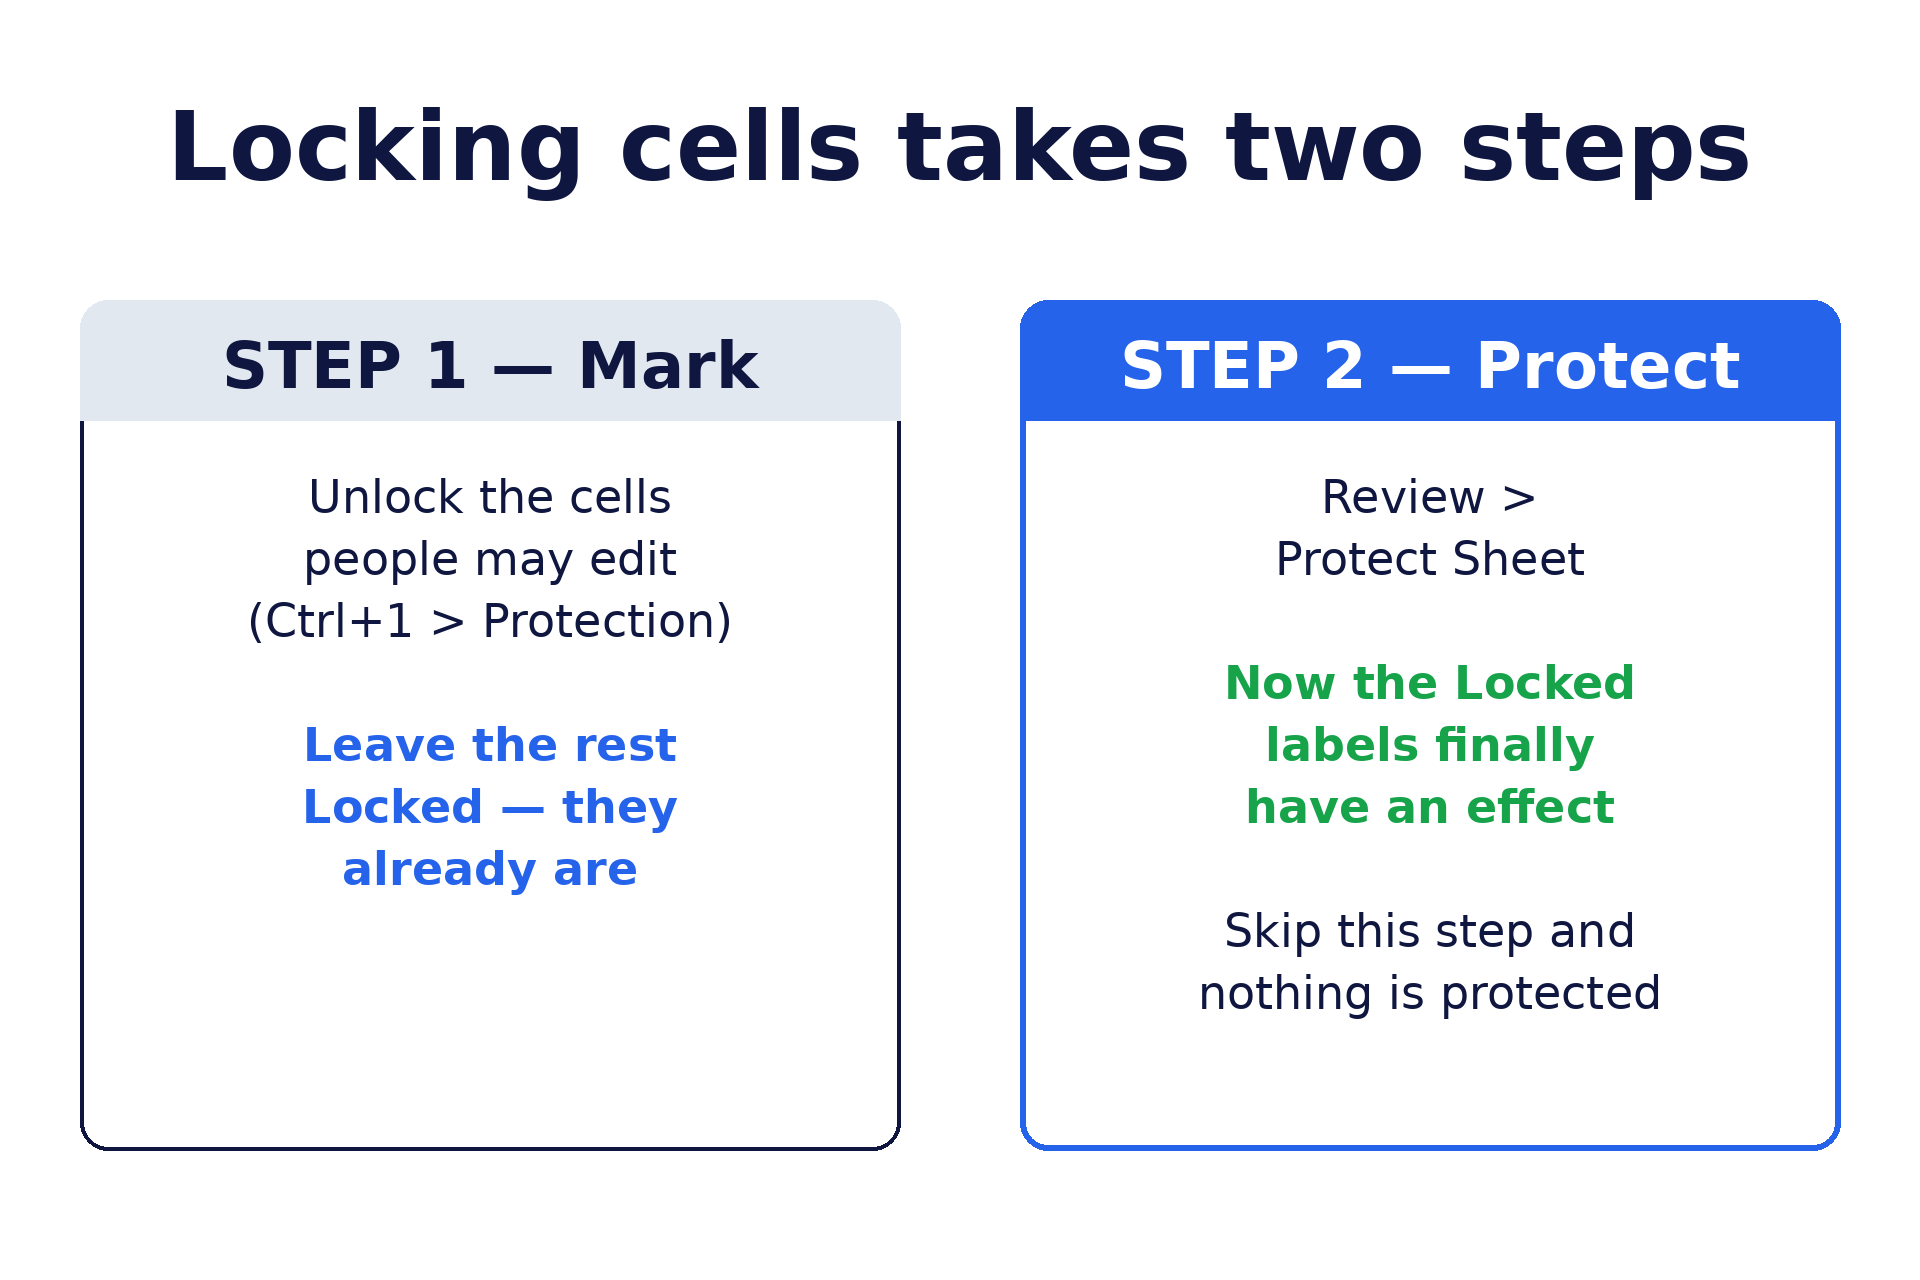 Locking cells takes two steps
STEP 1 — Mark
Unlock the cells
people may edit
(Ctrl+1 > Protection)
Leave the rest
Locked — they
already are
STEP 2 — Protect
Review >
Protect Sheet
Now the Locked
labels finally
have an effect
Skip this step and
nothing is protected